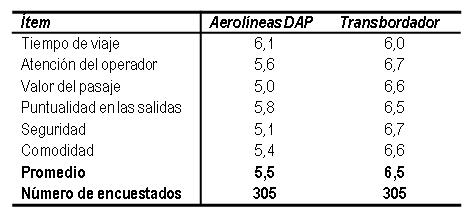 Ítem Aerolíneas DAP Transbordador
Tiempo de viaje 6,1 6,0
Atención del operador 5,6 6,7
Valor del pasaje 5,0 6,6
Puntualidad en las salidas 5,8 6,5
Seguridad 5,1 6,7
Comodidad 5,4 6,6
Promedio 5,5 6,5
Número de encuestados 305 305